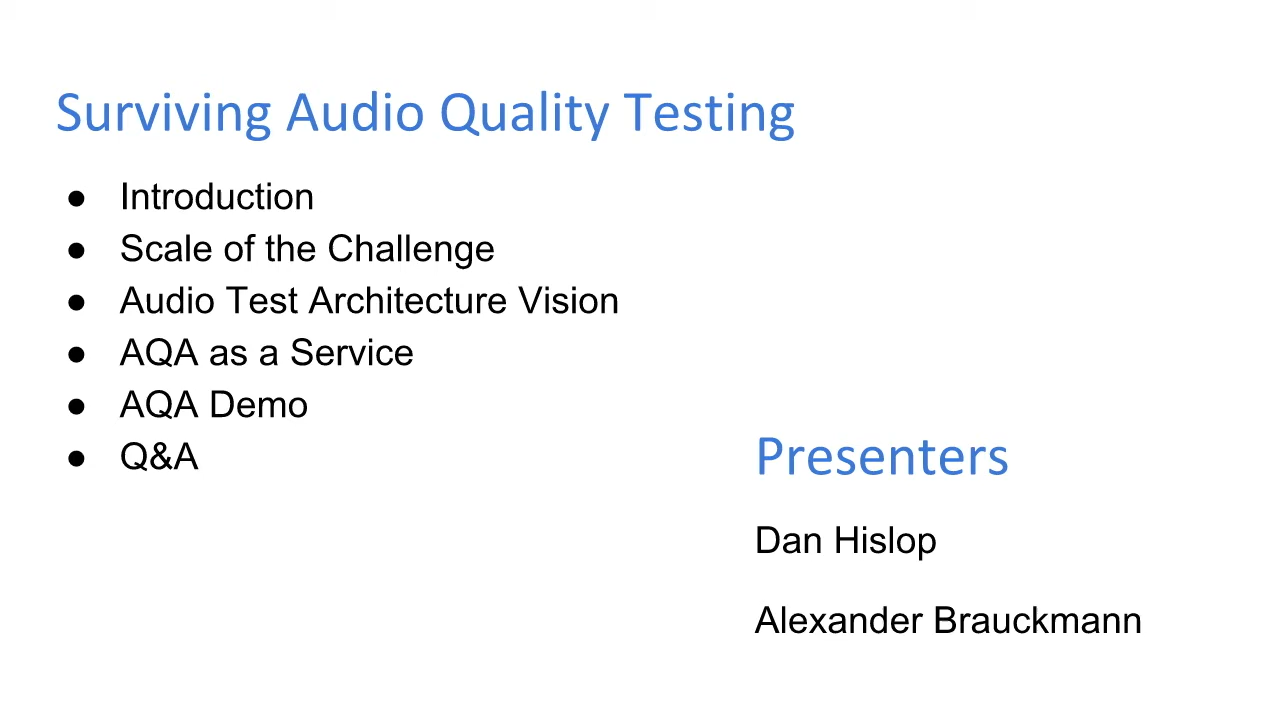 Surviving Audio Quality Testing
● Introduction
● Scale of the Challenge
● Audio Test Architecture Vision
● AQA as a Service
● AQA Demo
● Q&A
Presenters
Dan Hislop
Alexander Brauckmann